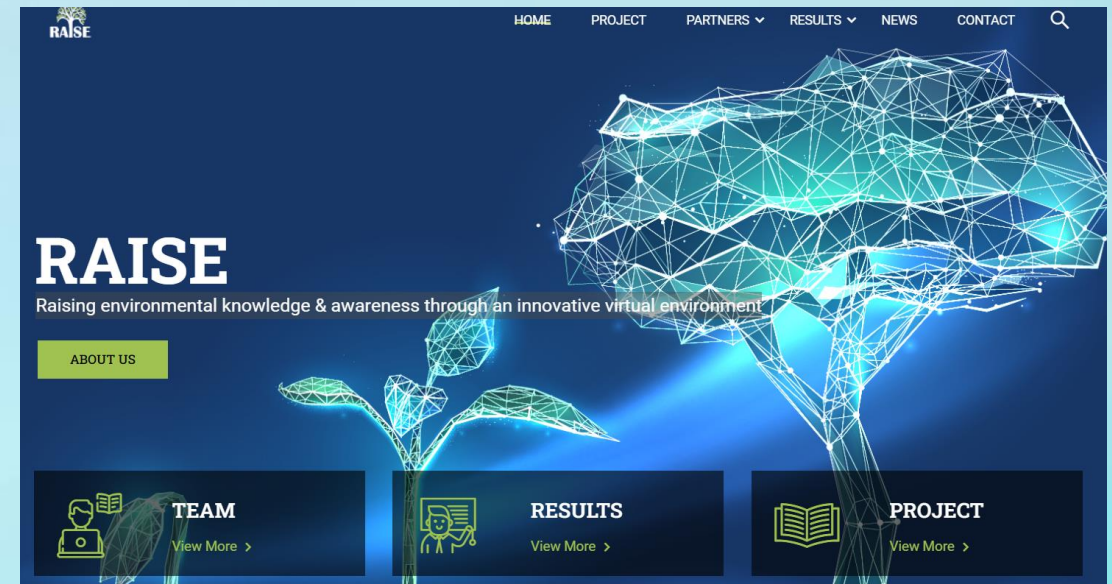 RAISE
HOME PROJECT PARTNERS RESULTS NEWS CONTACT
RAISE
Raising environmental knowledge & awareness through an innovative virtual environment
ABOUT US
TEAM
View More >
RESULTS
View More >
PROJECT
View More >